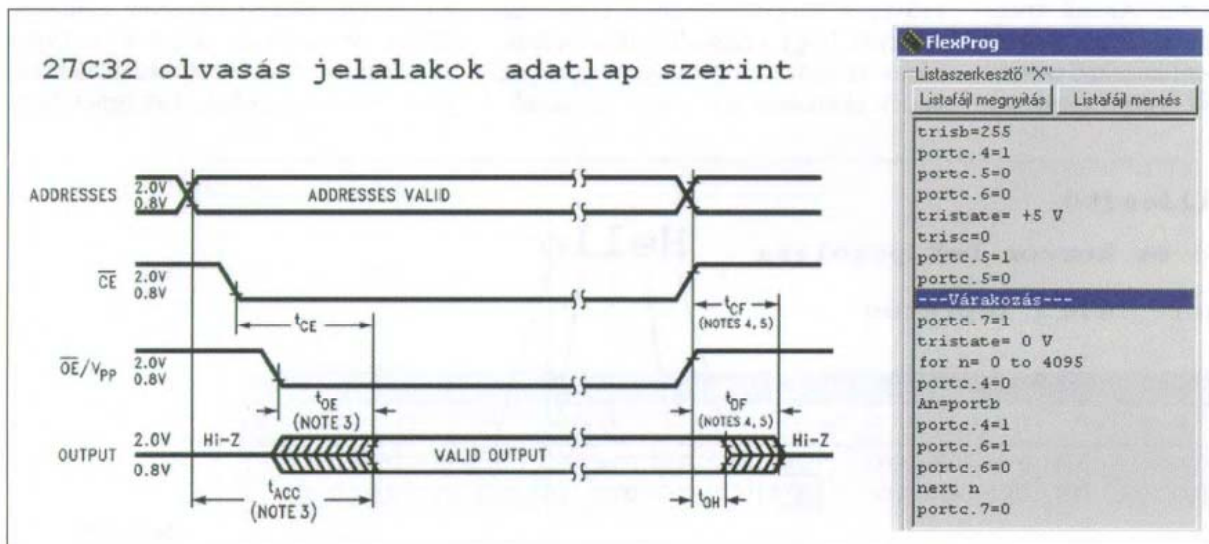 27C32 olvasás jelalakok adatlap szerint
ADDRESSES
2.0V
0.8V
ADDRESSES VALID
CE
2.0V
0.8V
tCE
tCF
(NOTES 4, 5)
OE/VPP
2.0V
0.8V
tOE
(NOTE 3)
tDF
(NOTES 4, 5)
OUTPUT
2.0V
0.8V
Hi-Z
VALID OUTPUT
Hi-Z
tACC
(NOTE 3)
tOH
FlexProg
Listaszerkesztő "X"
Listafájl megnyitás
Listafájl mentés
trisb=255
portc.4=1
portc.5=0
portc.6=0
tristate= +5 V
trisc=0
portc.5=1
portc.5=0
---Várakozás---
portc.7=1
tristate= 0 V
for n= 0 to 4095
portc.4=0
An=portb
portc.4=1
portc.6=1
portc.6=0
next n
portc.7=0